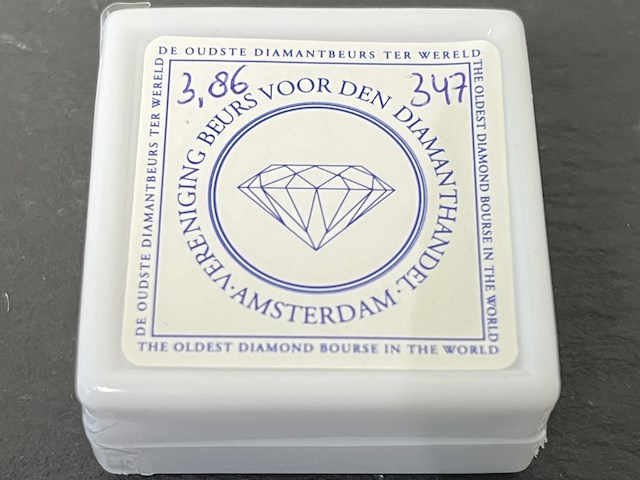 DE OUDSTE DIAMANTBEURS TER WERELD
THE OLDEST DIAMOND BOURSE IN THE WORLD
DE OUDSTE DIAMANTBEURS TER WERELD
3,86
347
VERENIGING BEURS VOOR DEN DIAMANTHANDEL
· AMSTERDAM ·
THE OLDEST DIAMOND BOURSE IN THE WORLD